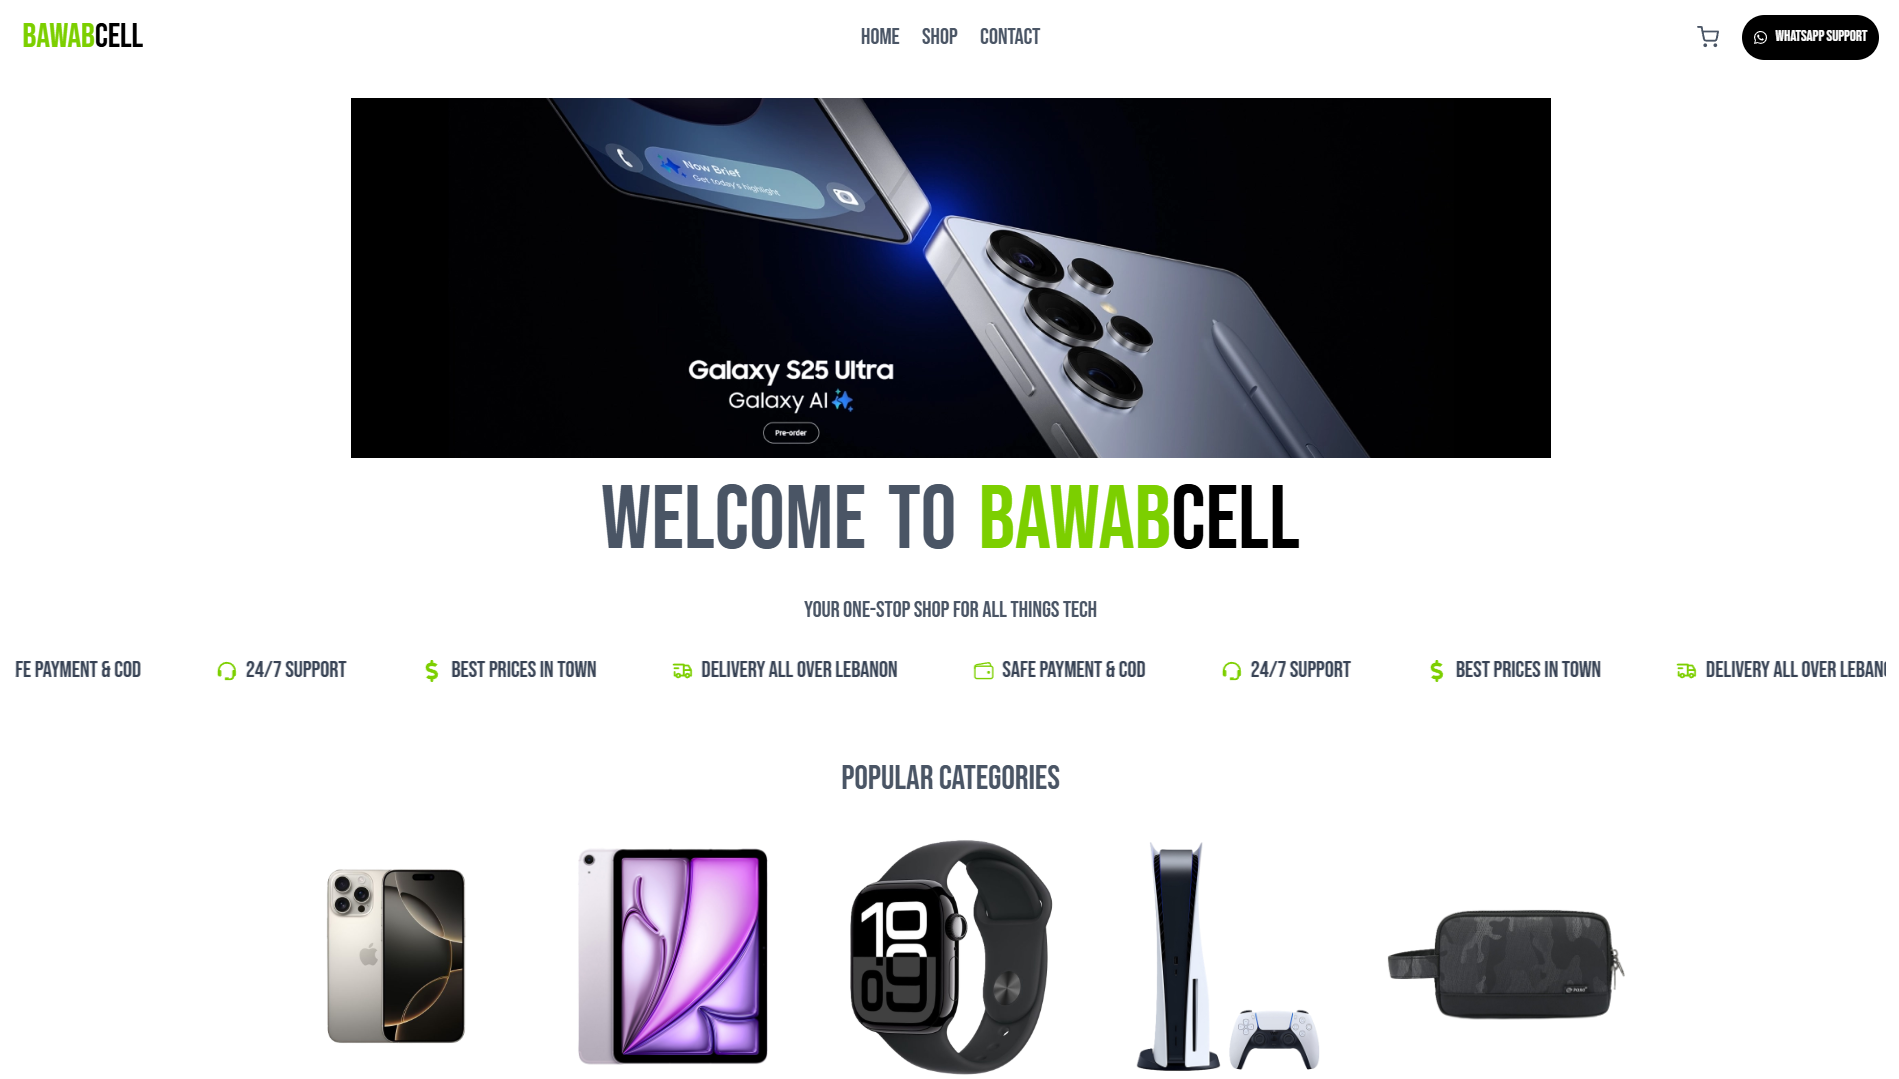 BAWABCELL
HOME SHOP CONTACT
WHATSAPP SUPPORT
Now Brief
Get today's highlight
Galaxy S25 Ultra
Galaxy AI
Pre-order
WELCOME TO BAWABCELL
YOUR ONE-STOP SHOP FOR ALL THINGS TECH
FE PAYMENT & COD 24/7 SUPPORT BEST PRICES IN TOWN DELIVERY ALL OVER LEBANON SAFE PAYMENT & COD 24/7 SUPPORT BEST PRICES IN TOWN DELIVERY ALL OVER LEBAN
POPULAR CATEGORIES
10
09